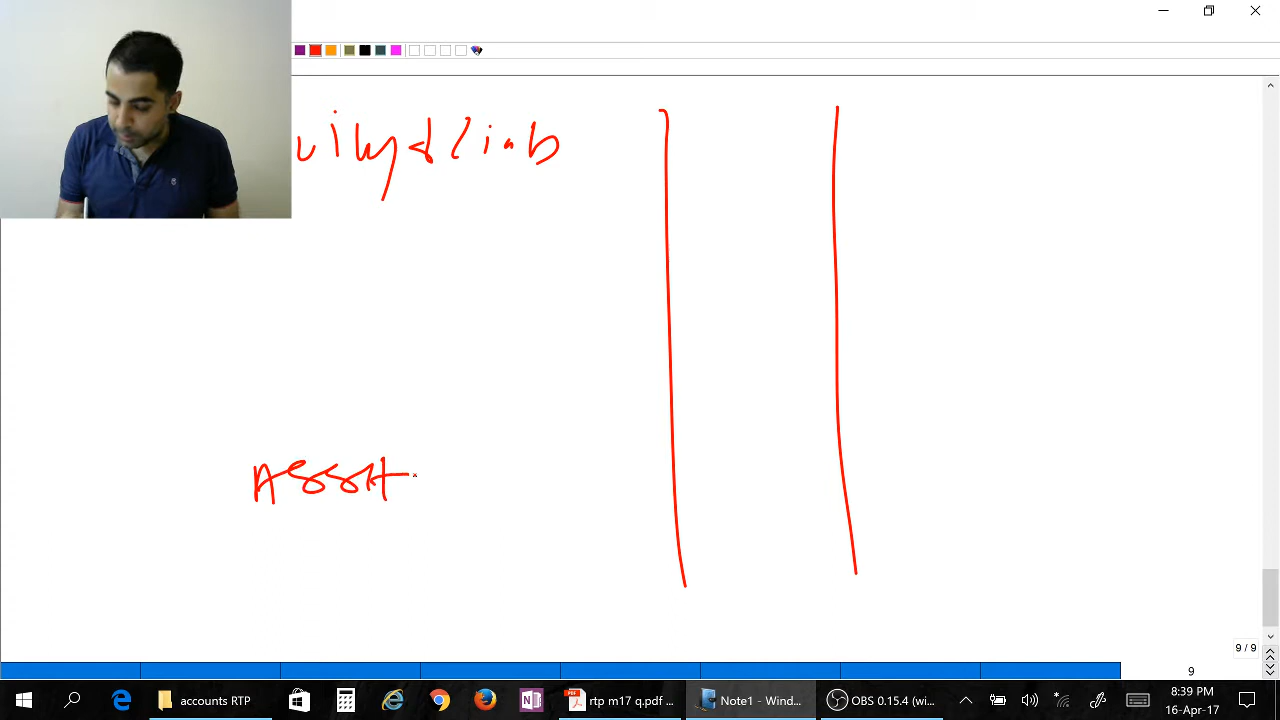 uity & Liab
Asset
9 / 9
9
accounts RTP
rtp m17 q.pdf ...
Note1 - Wind...
OBS 0.15.4 (wi...
8:39 PM
16-Apr-17